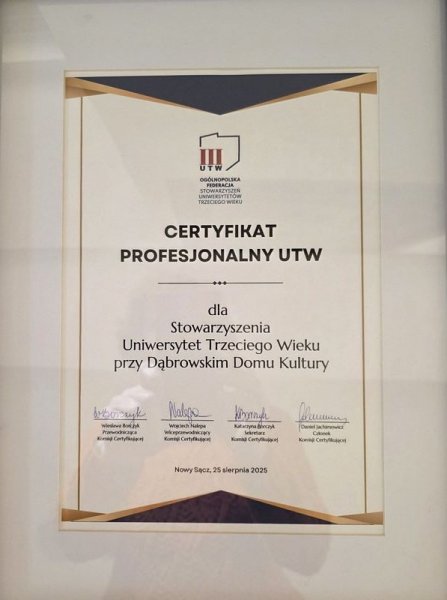 III
UTW
OGÓLNOPOLSKA
FEDERACJA
STOWARZYSZEŃ
UNIWERSYTETÓW
TRZECIEGO WIEKU
CERTYFIKAT
PROFESJONALNY UTW
dla
Stowarzyszenia
Uniwersytet Trzeciego Wieku
przy Dąbrowskim Domu Kultury
Wiesława Borczyk
Przewodnicząca
Komisji Certyfikującej
Wojciech Nalepa
Wiceprzewodniczący
Komisji Certyfikującej
Katarzyna
Sekretarz
Komisji Certyfikującej
Daniel Jachimowicz
Członek
Komisji Certyfikującej
Nowy Sącz, 25 sierpnia 2025